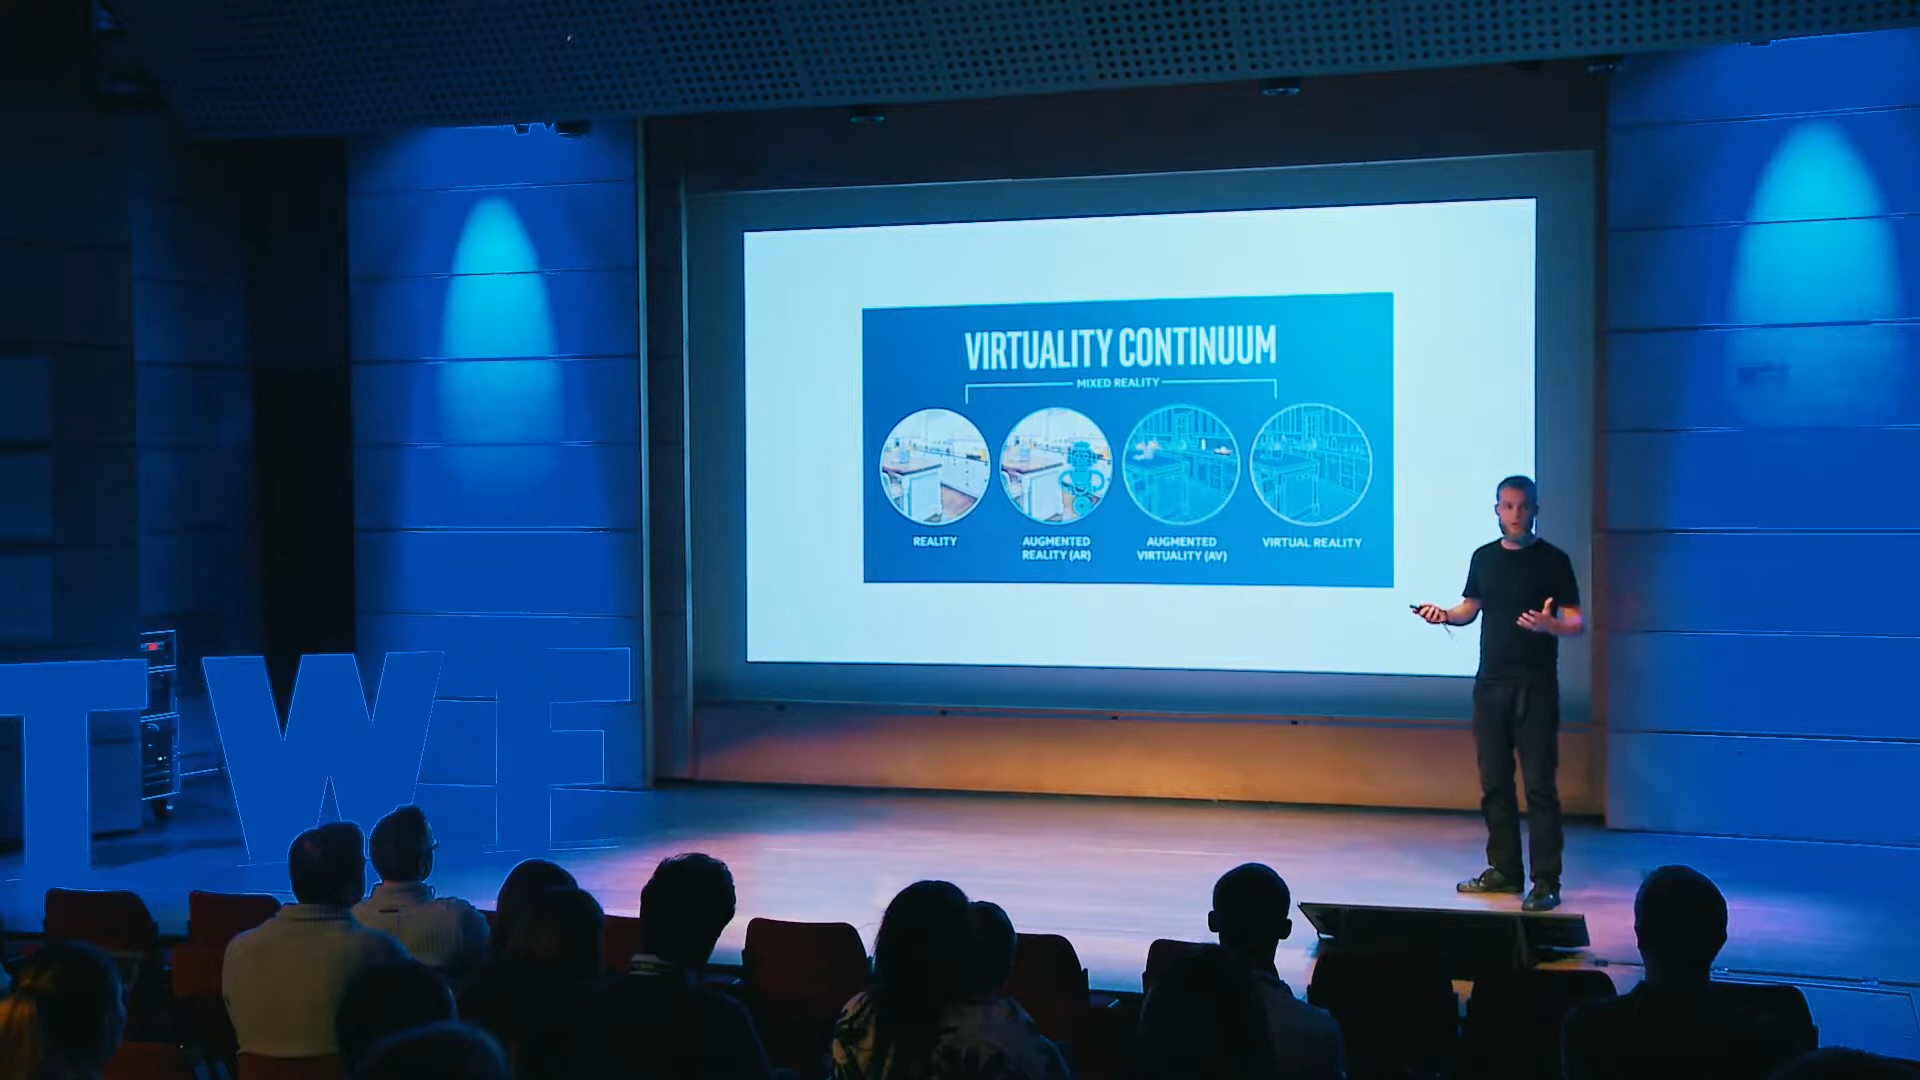 VIRTUALITY CONTINUUM
MIXED REALITY
REALITY
AUGMENTED
REALITY (AR)
AUGMENTED
VIRTUALITY (AV)
VIRTUAL REALITY
TWE